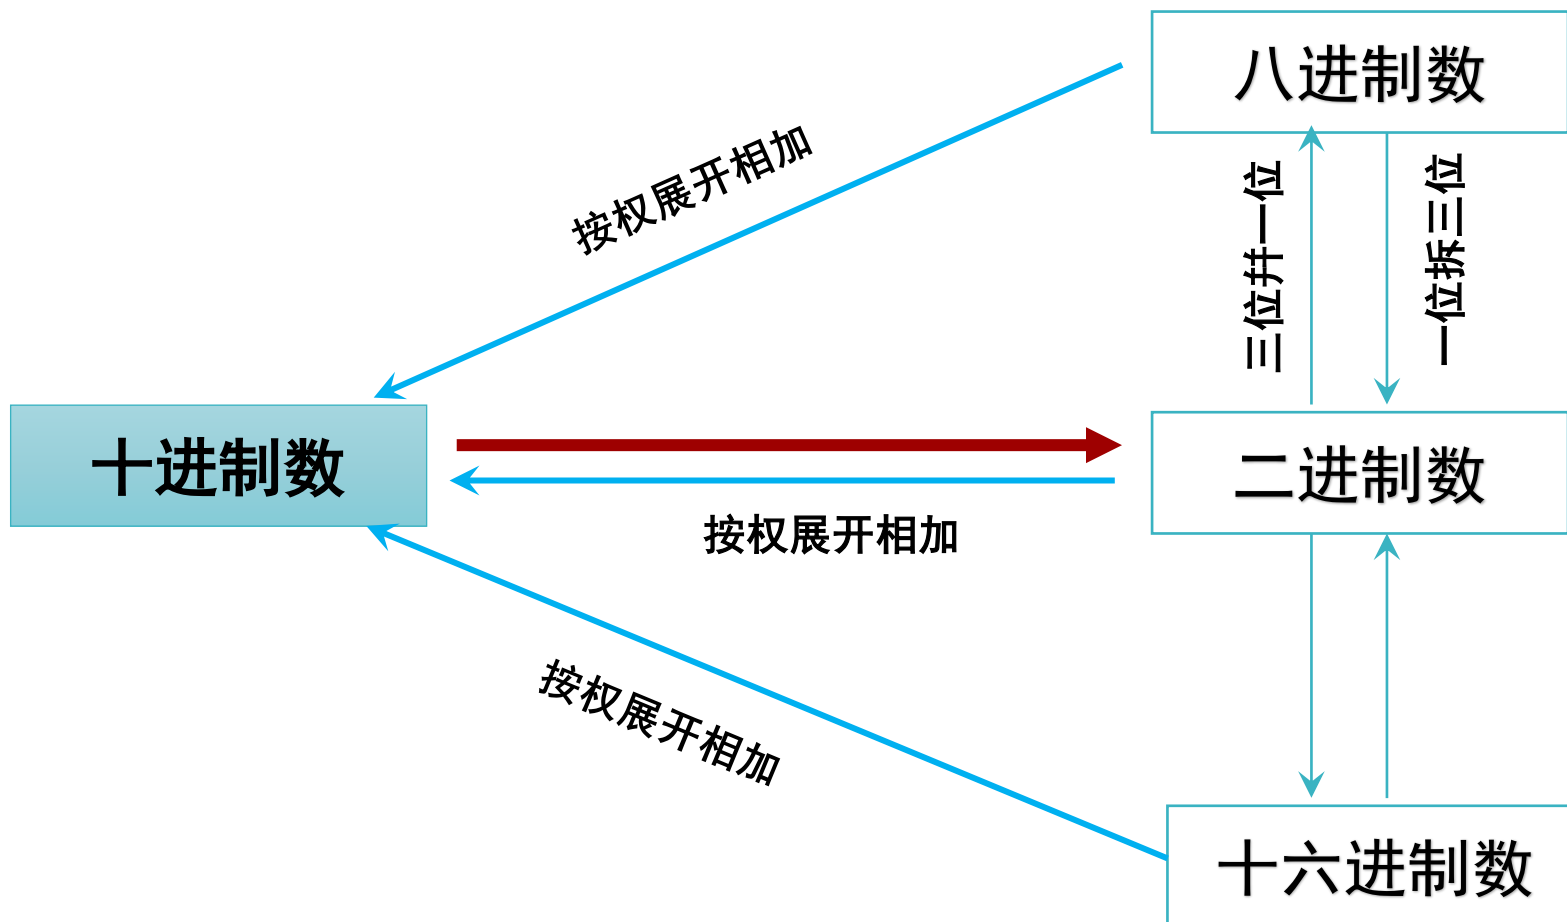 八进制数
按权展开相加
三位并一位
一位拆三位
十进制数
二进制数
按权展开相加
按权展开相加
十六进制数